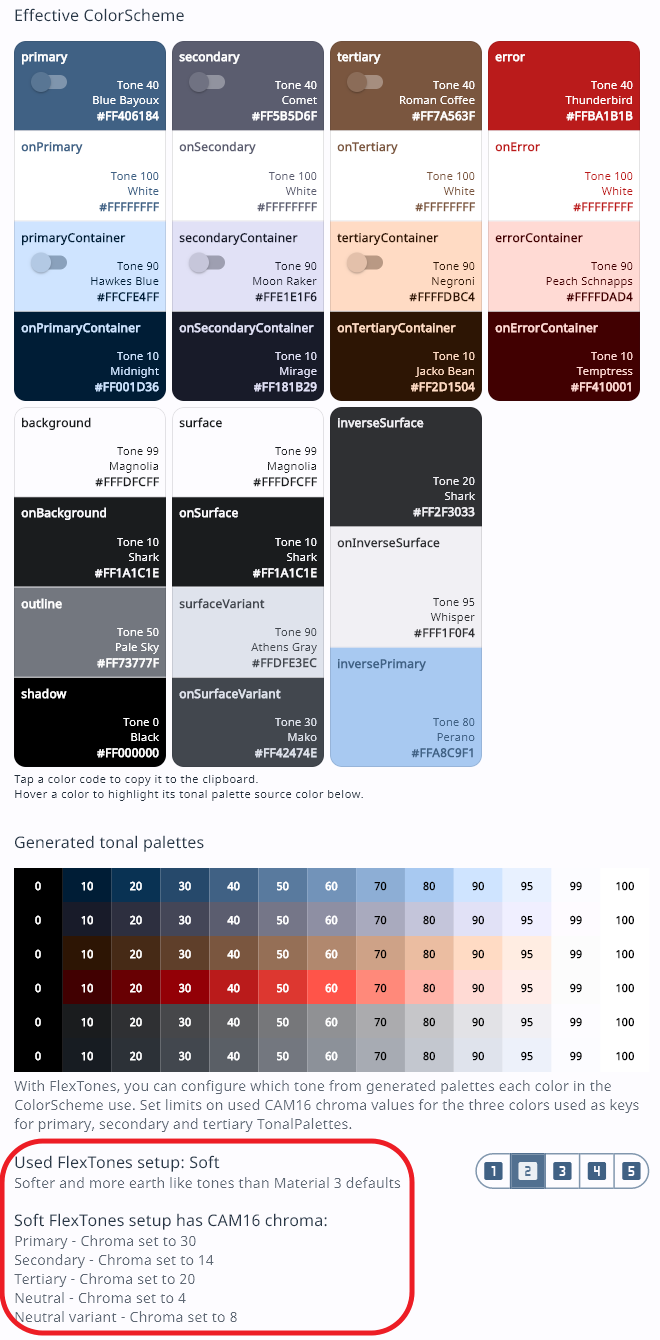 Effective ColorScheme
primary
Tone 40
Blue Bayoux
#FF406184
onPrimary
Tone 100
White
#FFFFFFFF
primaryContainer
Tone 90
Hawkes Blue
#FFCFE4FF
onPrimaryContainer
Tone 10
Midnight
#FF001D36
secondary
Tone 40
Comet
#FF5B5D6F
onSecondary
Tone 100
White
#FFFFFFFF
secondaryContainer
Tone 90
Moon Raker
#FFE1E1F6
onSecondaryContainer
Tone 10
Mirage
#FF181B29
tertiary
Tone 40
Roman Coffee
#FF7A563F
onTertiary
Tone 100
White
#FFFFFFFF
tertiaryContainer
Tone 90
Negroni
#FFFFDBC4
onTertiaryContainer
Tone 10
Jacko Bean
#FF2D1504
error
Tone 40
Thunderbird
#FFBA1B1B
onError
Tone 100
White
#FFFFFFFF
errorContainer
Tone 90
Peach Schnapps
#FFFFDAD4
onErrorContainer
Tone 10
Temptress
#FF410001
background
Tone 99
Magnolia
#FFFDFCFF
onBackground
Tone 10
Shark
#FF1A1C1E
outline
Tone 50
Pale Sky
#FF73777F
shadow
Tone 0
Black
#FF000000
surface
Tone 99
Magnolia
#FFFDFCFF
onSurface
Tone 10
Shark
#FF1A1C1E
surfaceVariant
Tone 90
Athens Gray
#FFDFE3EC
onSurfaceVariant
Tone 30
Mako
#FF42474E
inverseSurface
Tone 20
Shark
#FF2F3033
onInverseSurface
Tone 95
Whisper
#FFF1F0F4
inversePrimary
Tone 80
Perano
#FFA8C9F1
Tap a color code to copy it to the clipboard.
Hover a color to highlight its tonal palette source color below.
Generated tonal palettes
0 10 20 30 40 50 60 70 80 90 95 99 100
0 10 20 30 40 50 60 70 80 90 95 99 100
0 10 20 30 40 50 60 70 80 90 95 99 100
0 10 20 30 40 50 60 70 80 90 95 99 100
0 10 20 30 40 50 60 70 80 90 95 99 100
0 10 20 30 40 50 60 70 80 90 95 99 100
With FlexTones, you can configure which tone from generated palettes each color in the
ColorScheme use. Set limits on used CAM16 chroma values for the three colors used as keys
for primary, secondary and tertiary TonalPalettes.
Used FlexTones setup: Soft
Softer and more earth like tones than Material 3 defaults
1 2 3 4 5
Soft FlexTones setup has CAM16 chroma:
Primary - Chroma set to 30
Secondary - Chroma set to 14
Tertiary - Chroma set to 20
Neutral - Chroma set to 4
Neutral variant - Chroma set to 8